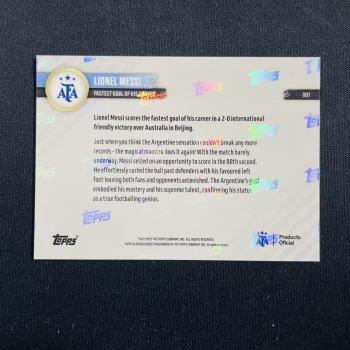 LIONEL MESSI
FASTEST GOAL OF HIS CAREER
001
AFA
Lionel Messi scores the fastest goal of his career in a 2-0 international
friendly victory over Australia in Beijing.
Just when you think the Argentine sensation couldn't break any more
records - the magical maestro does it again! With the match barely
underway, Messi seized on an opportunity to score in the 80th second.
He effortlessly curled the ball past defenders with his favoured left
foot leaving both fans and opponents astonished. The Argentine's goal
embodied his mastery and his supreme talent, confirming his status
as a true footballing genius.
Topps
AFA
Producto
Oficial